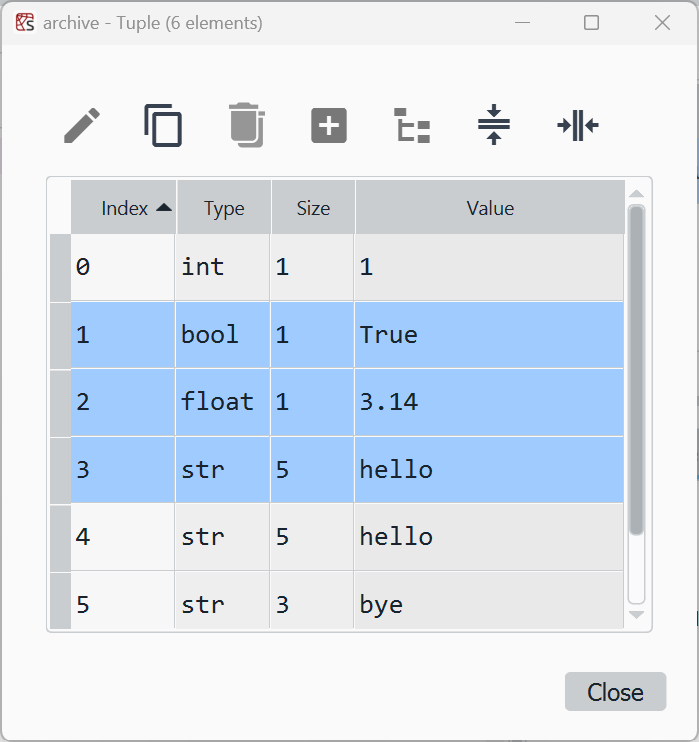 archive - Tuple (6 elements)
Index Type Size Value
0 int 1 1
1 bool 1 True
2 float 1 3.14
3 str 5 hello
4 str 5 hello
5 str 3 bye
Close